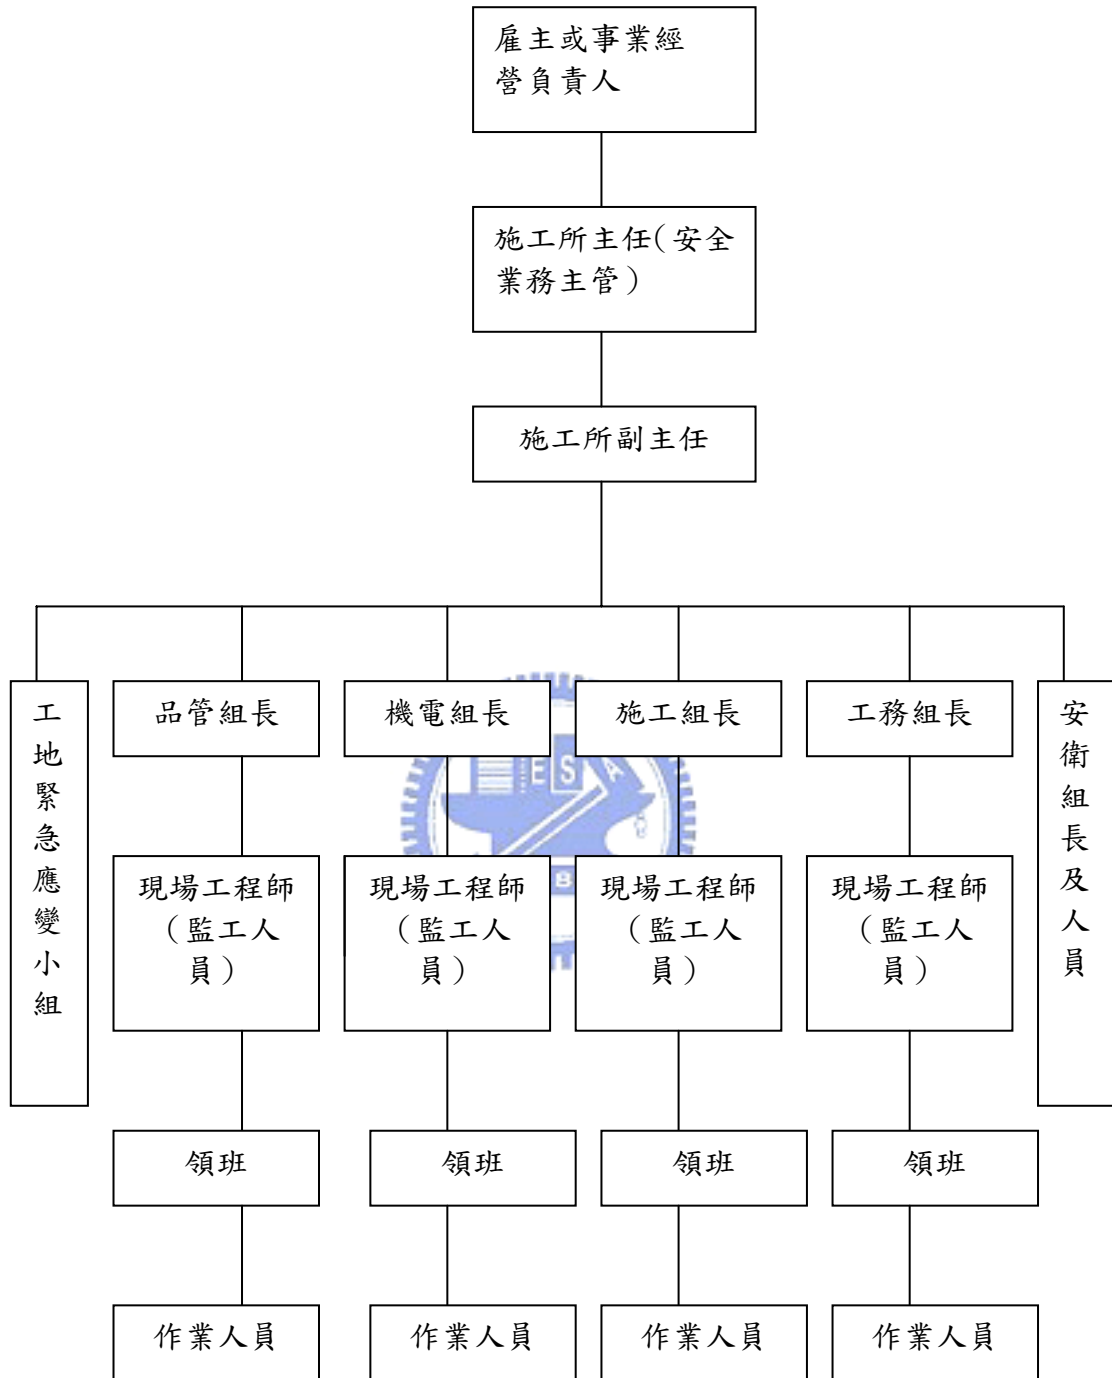 雇主或事業經
營負責人
施工所主任(安全
業務主管)
施工所副主任
工地緊急應變小組
品管組長
機電組長
施工組長
工務組長
安衛組長及人員
ESA
現場工程師
(監工人
員)
現場工程師
(監工人
員)
現場工程師
(監工人
員)
現場工程師
(監工人
員)
B
領班
領班
領班
領班
作業人員
作業人員
作業人員
作業人員